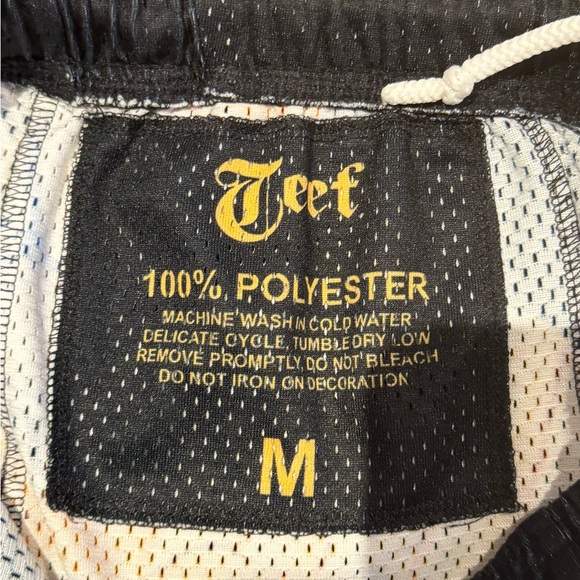 Teef
100% POLYESTER
MACHINE WASH IN COLD WATER
DELICATE CYCLE, TUMBLE DRY LOW
REMOVE PROMPTLY, DO NOT BLEACH
DO NOT IRON ON DECORATION
M